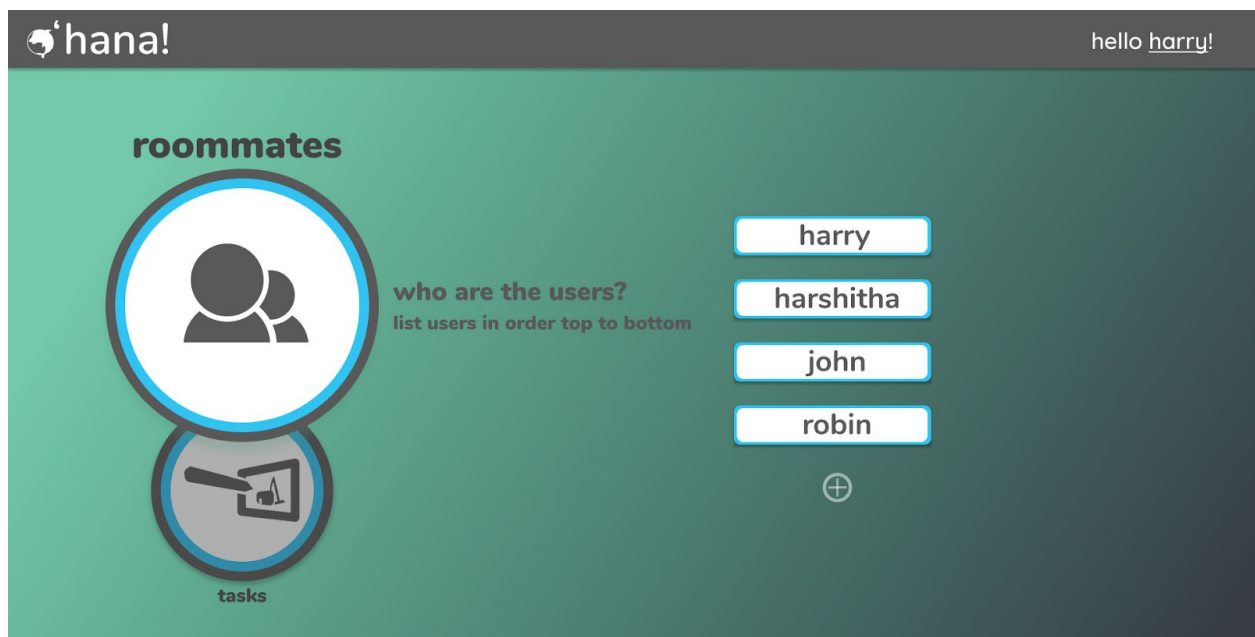 ‘hana!
hello harry!
roommates
who are the users?
list users in order top to bottom
harry
harshitha
john
robin
tasks